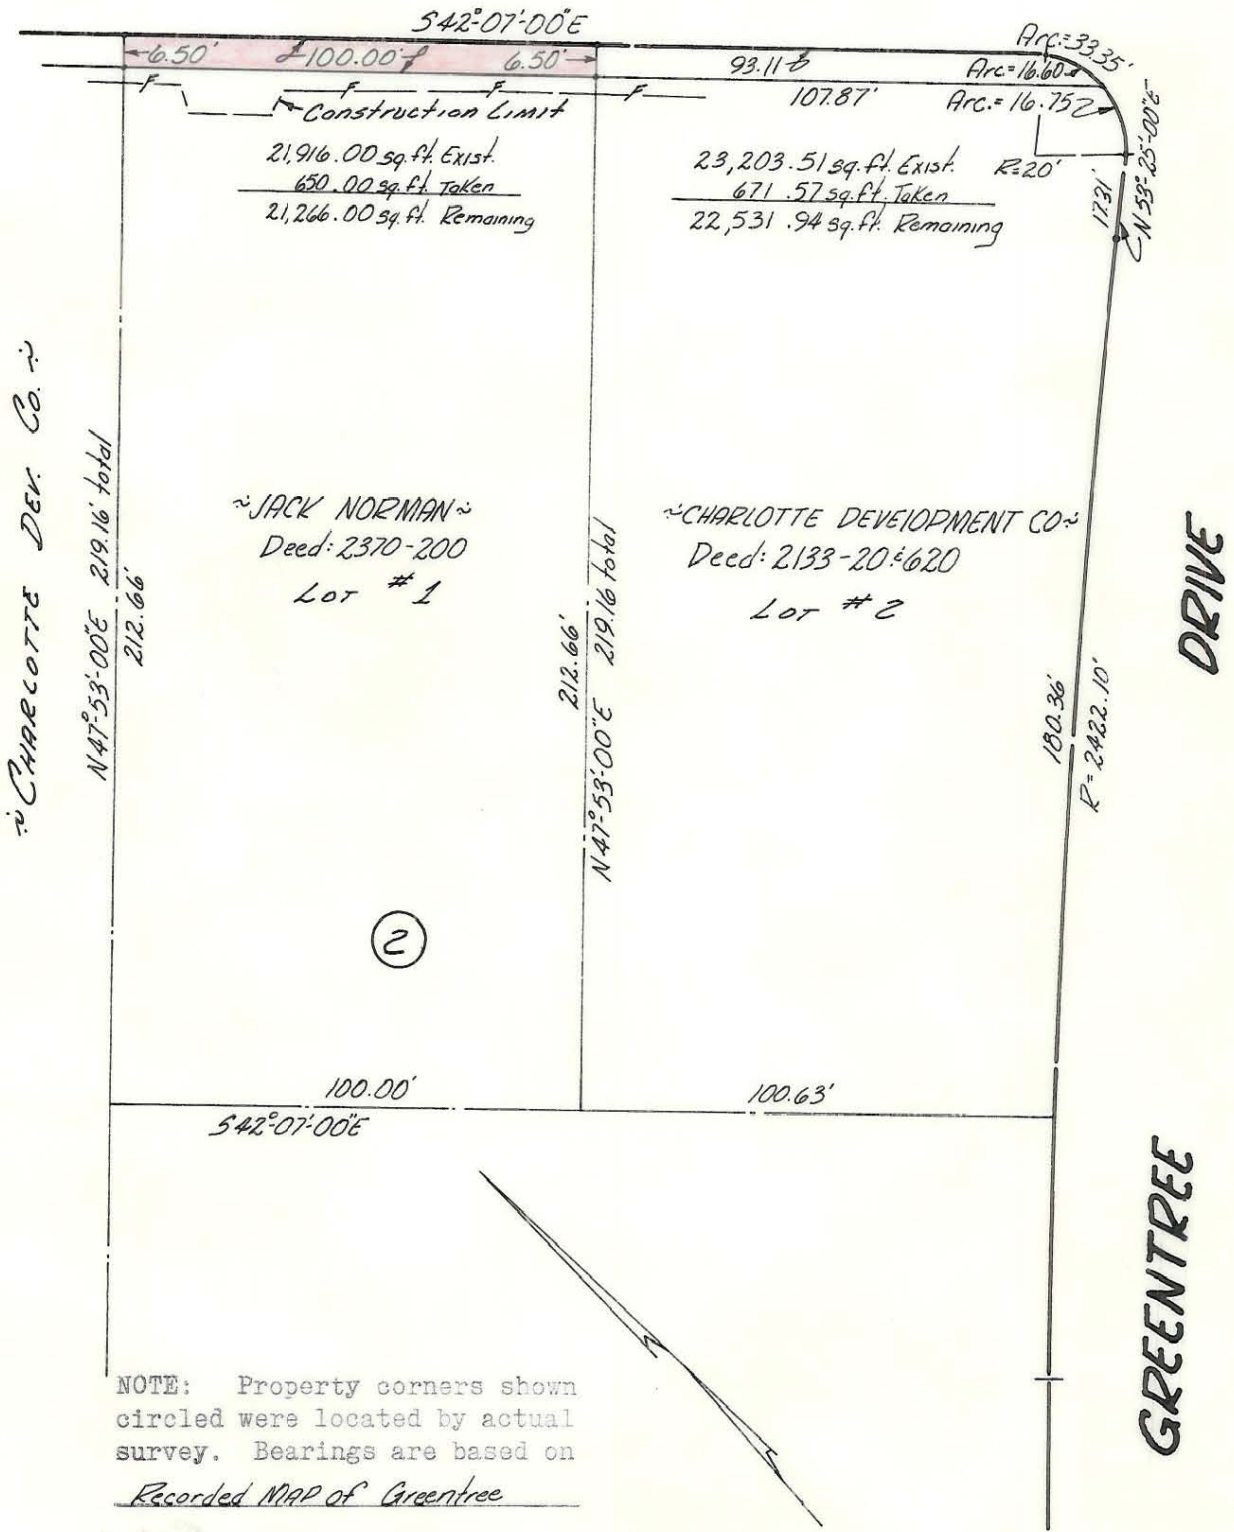 S42°-07'-00"E
6.50'
100.00'
6.50'
93.11'
107.87'
Arc=33.35'
Arc=16.60
Arc.=16.75
R=20'
17.31'
N53°-25'-00"E
F F F F
Construction Limit
21,916.00 sq.ft. Exist.
650.00 sq.ft. Taken
21,266.00 sq.ft. Remaining
23,203.51 sq.ft. Exist.
671.57 sq.ft. Taken
22,531.94 sq.ft. Remaining
~CHARLOTTE DEV. CO.~
N47°-53'-00"E 219.16' total
212.66'
~JACK NORMAN~
Deed: 2370-200
LOT #1
212.66'
N47°-53'-00"E 219.16 total
~CHARLOTTE DEVELOPMENT CO~
Deed: 2133-20:620
LOT #2
180.36'
R=2422.10'
GREENTREE DRIVE
2
100.00'
S42°-07'-00"E
100.63'
NOTE: Property corners shown
circled were located by actual
survey. Bearings are based on
Recorded MAP of Greentree